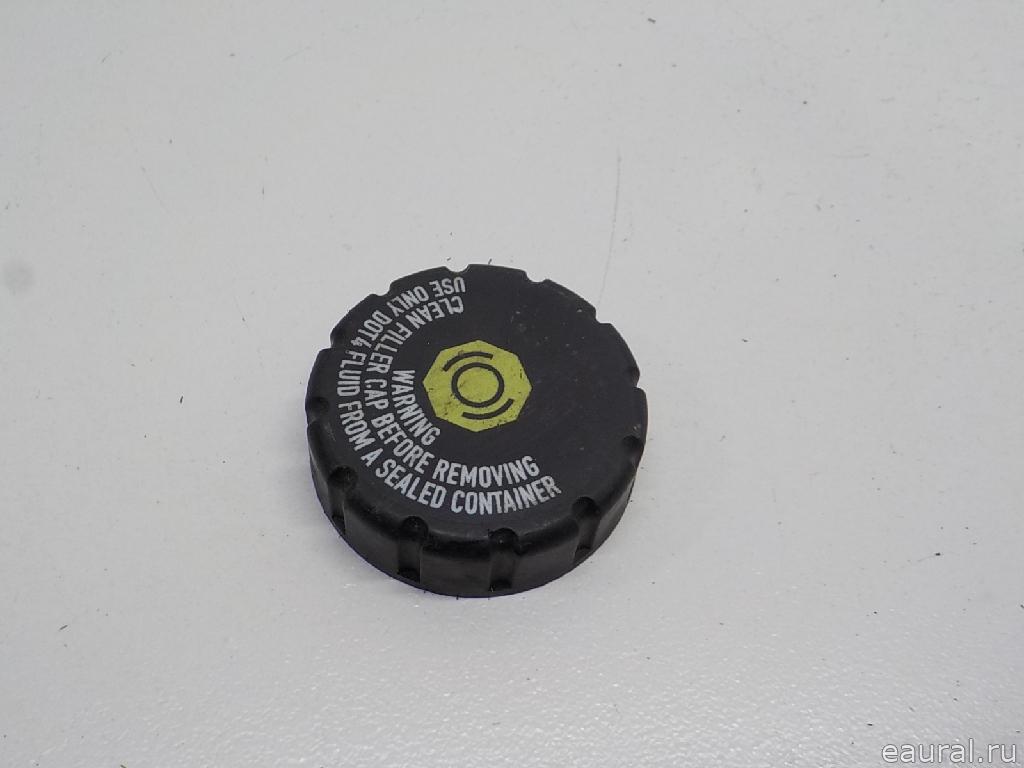 WARNING
CLEAN FILLER CAP BEFORE REMOVING
USE ONLY DOT4 FLUID FROM A SEALED CONTAINER
eaural.ru